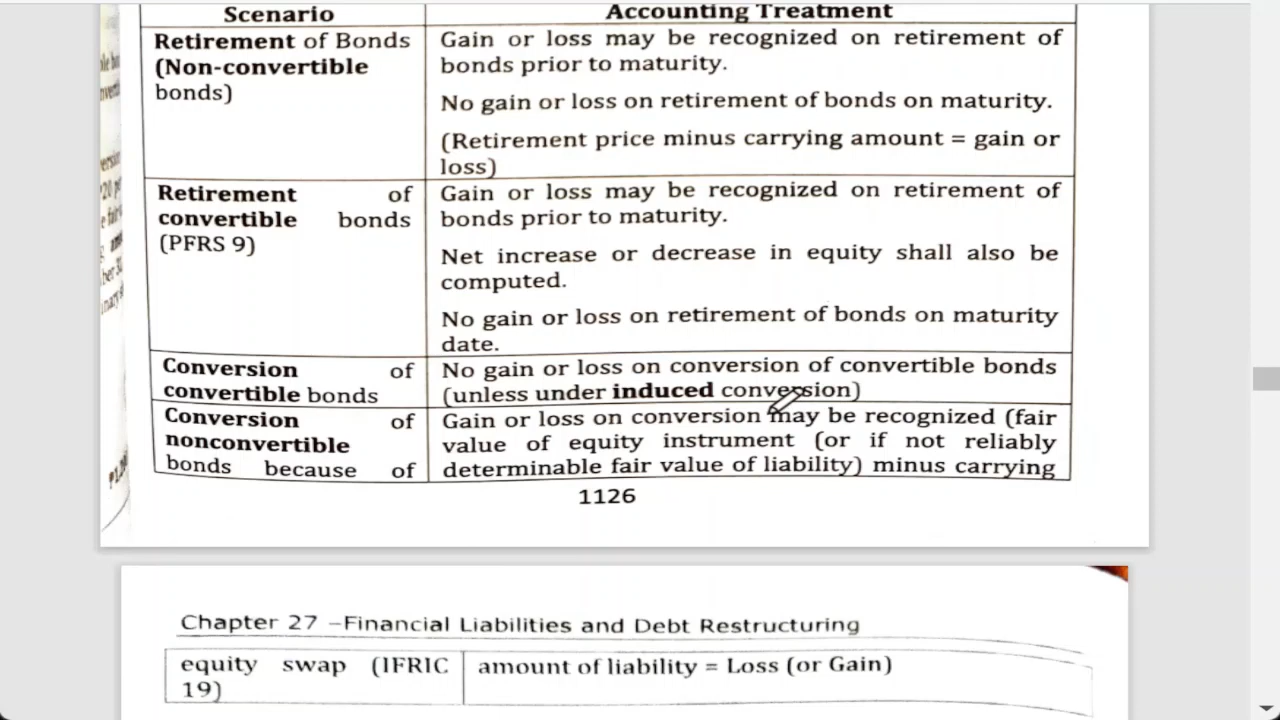 Scenario
Accounting Treatment
Retirement of Bonds
(Non-convertible
bonds)
Gain or loss may be recognized on retirement of
bonds prior to maturity.
No gain or loss on retirement of bonds on maturity.
(Retirement price minus carrying amount = gain or
loss)
Retirement of
convertible bonds
(PFRS 9)
Gain or loss may be recognized on retirement of
bonds prior to maturity.
Net increase or decrease in equity shall also be
computed.
No gain or loss on retirement of bonds on maturity
date.
Conversion of
convertible bonds
No gain or loss on conversion of convertible bonds
(unless under induced conversion)
Conversion of
nonconvertible
bonds because of
Gain or loss on conversion may be recognized (fair
value of equity instrument (or if not reliably
determinable fair value of liability) minus carrying
1126
Chapter 27 –Financial Liabilities and Debt Restructuring
equity swap (IFRIC
19)
amount of liability = Loss (or Gain)